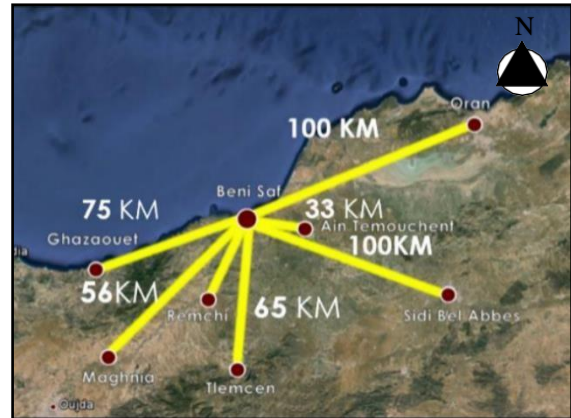 N
Oran
100 KM
Beni Saf
75 KM
33 KM
Ghazaouet
Ain Temouchent
100KM
56KM
65 KM
Remchi
Sidi Bel Abbes
Maghnia
Tlemcen
Oujda